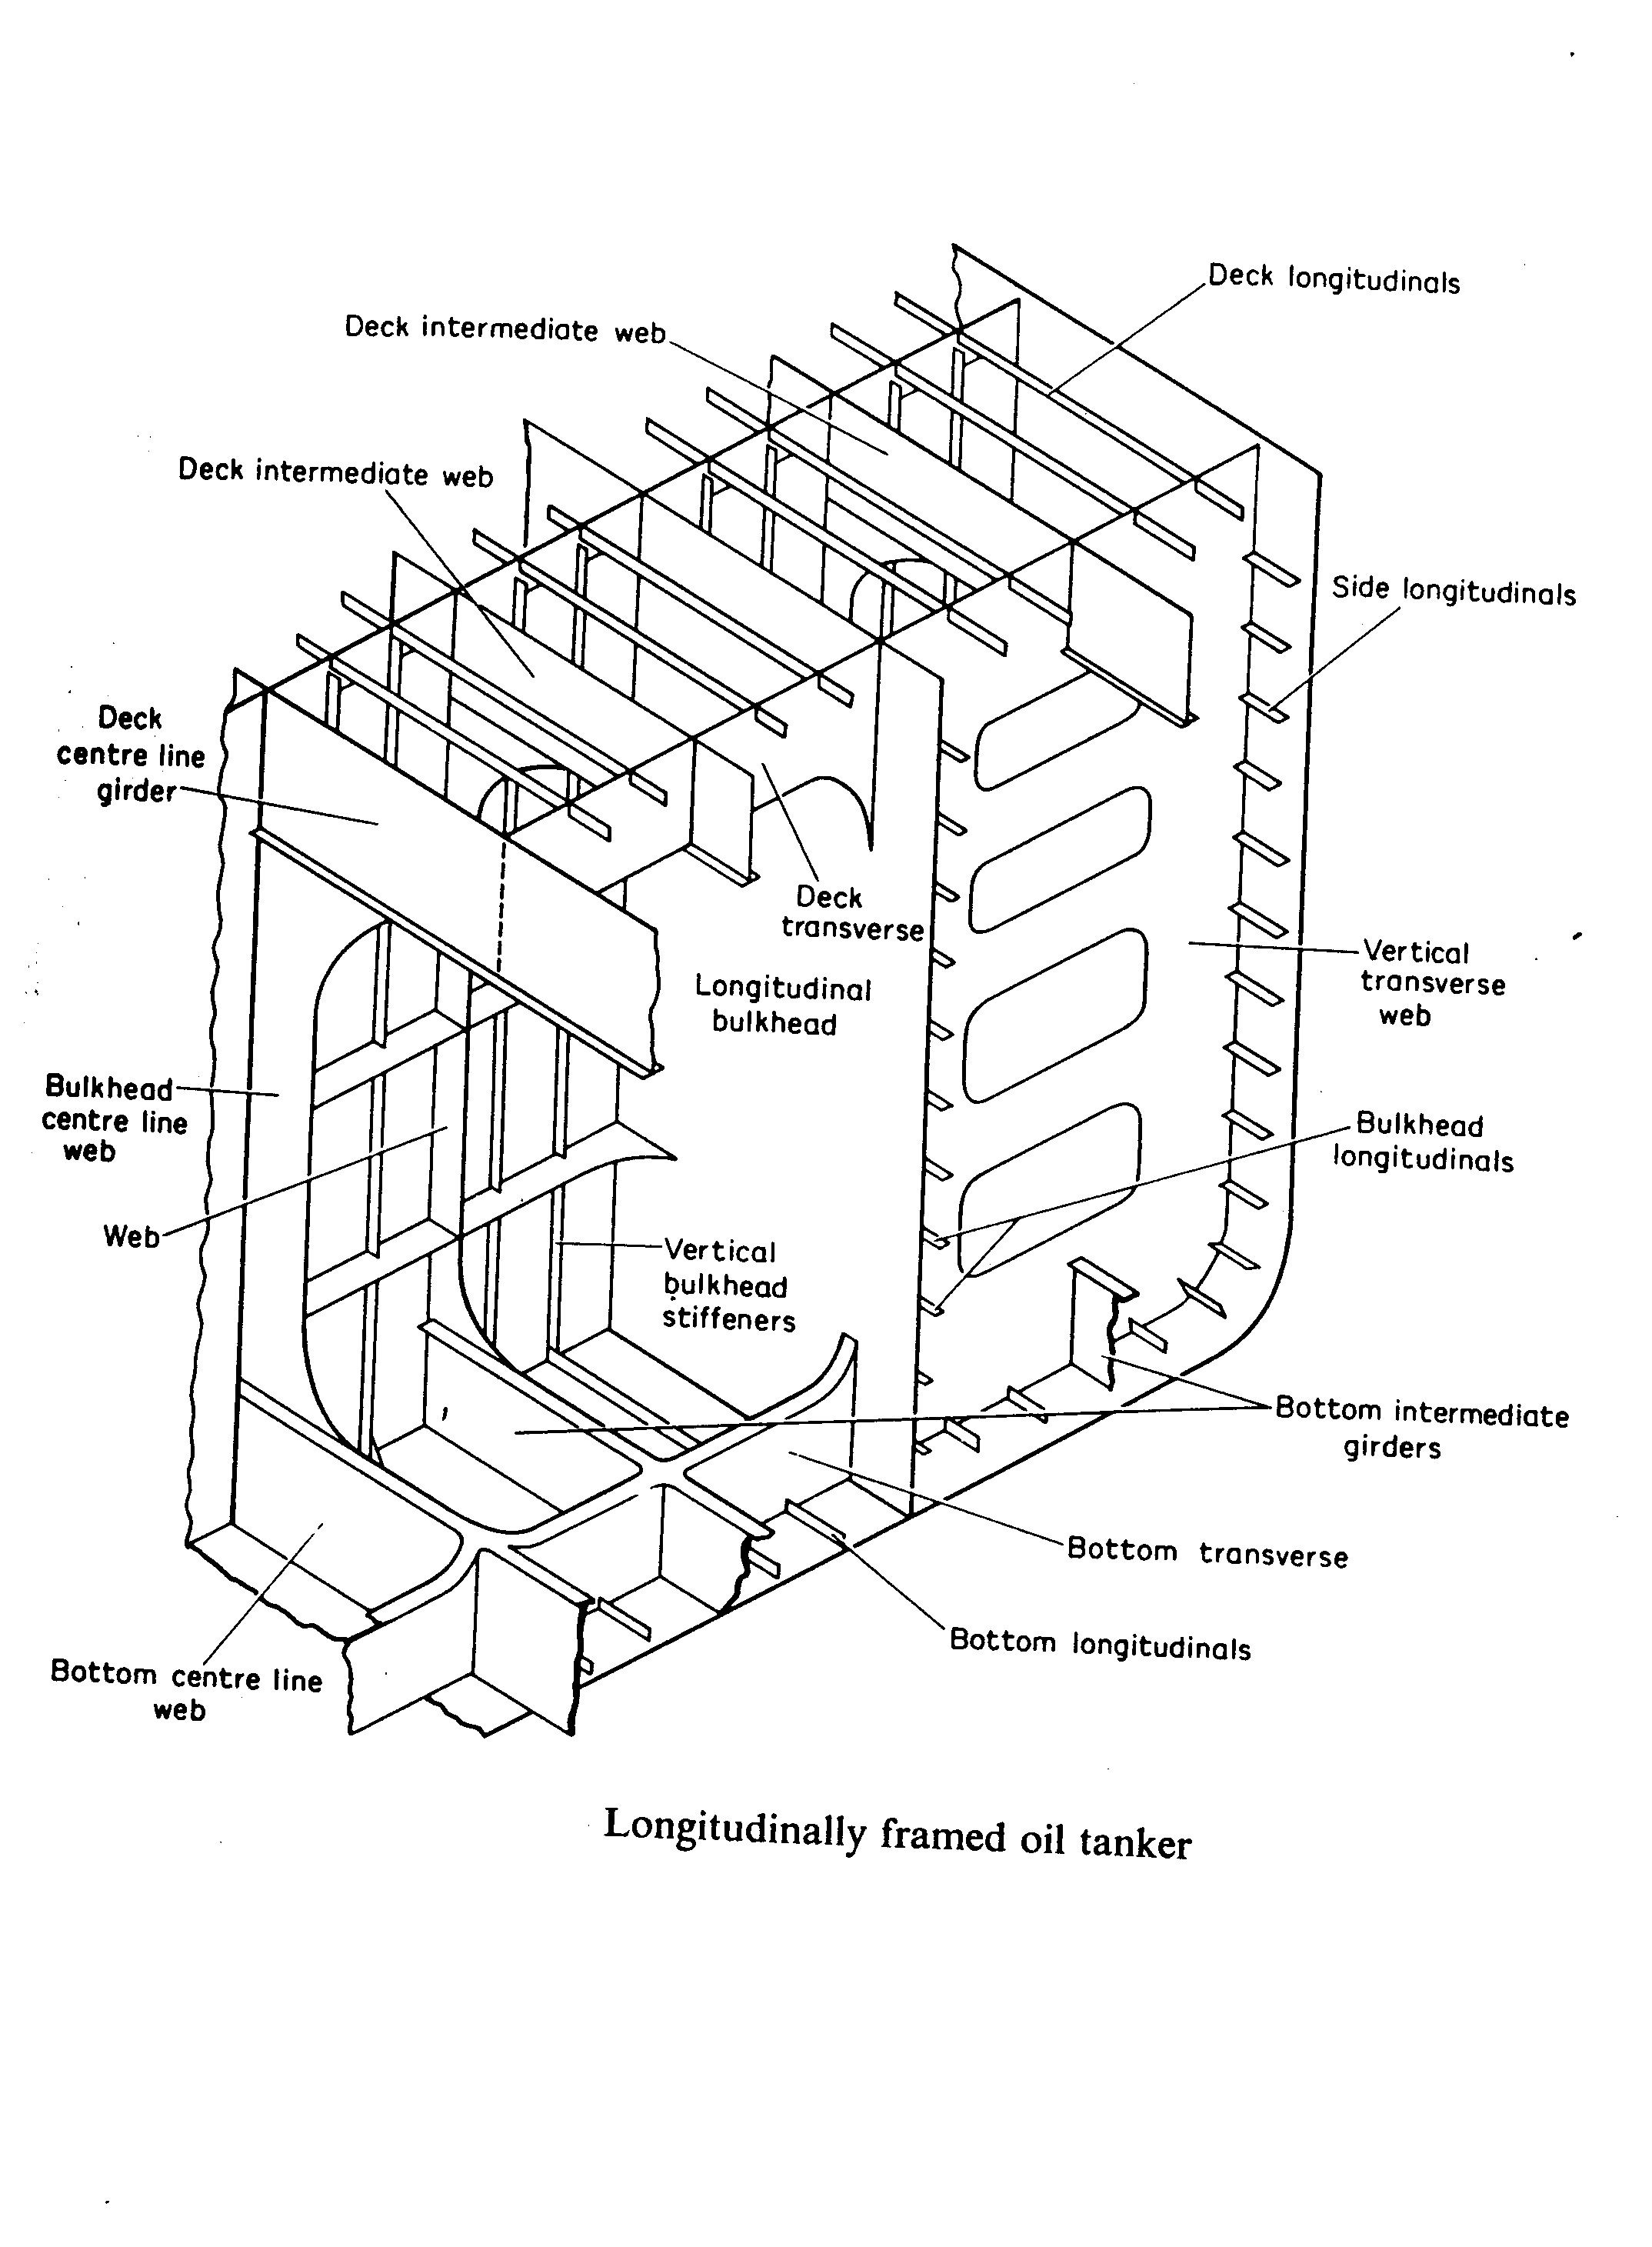 Deck longitudinals
Deck intermediate web
Deck intermediate web
Side longitudinals
Deck
centre line
girder
Deck
transverse
Longitudinal
bulkhead
Vertical
transverse
web
Bulkhead
centre line
web
Bulkhead
longitudinals
Web
Vertical
bulkhead
stiffeners
Bottom intermediate
girders
Bottom transverse
Bottom longitudinals
Bottom centre line
web
Longitudinally framed oil tanker